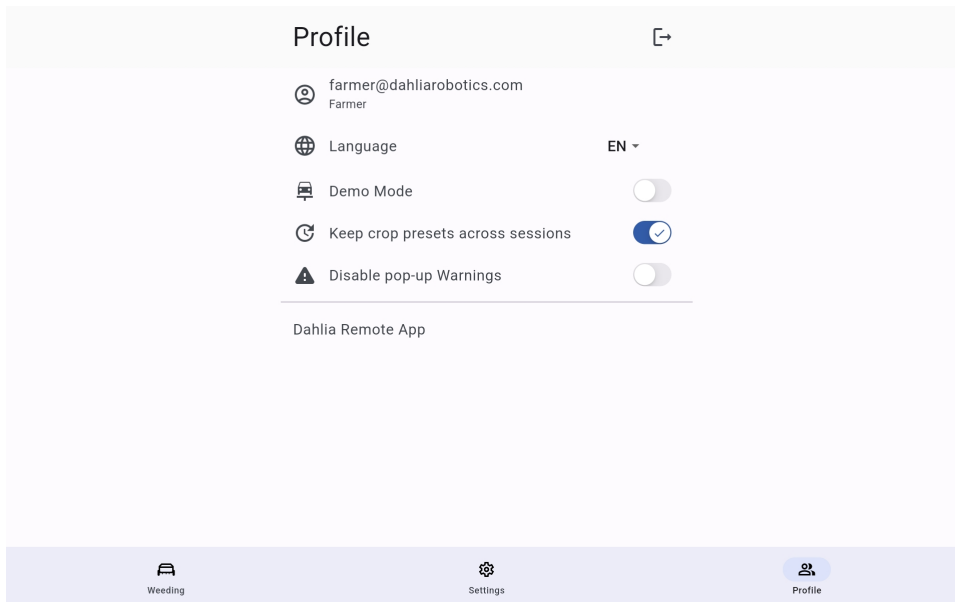 Profile
farmer@dahliarobotics.com
Farmer
Language
EN
Demo Mode
Keep crop presets across sessions
Disable pop-up Warnings
Dahlia Remote App
Weeding
Settings
Profile